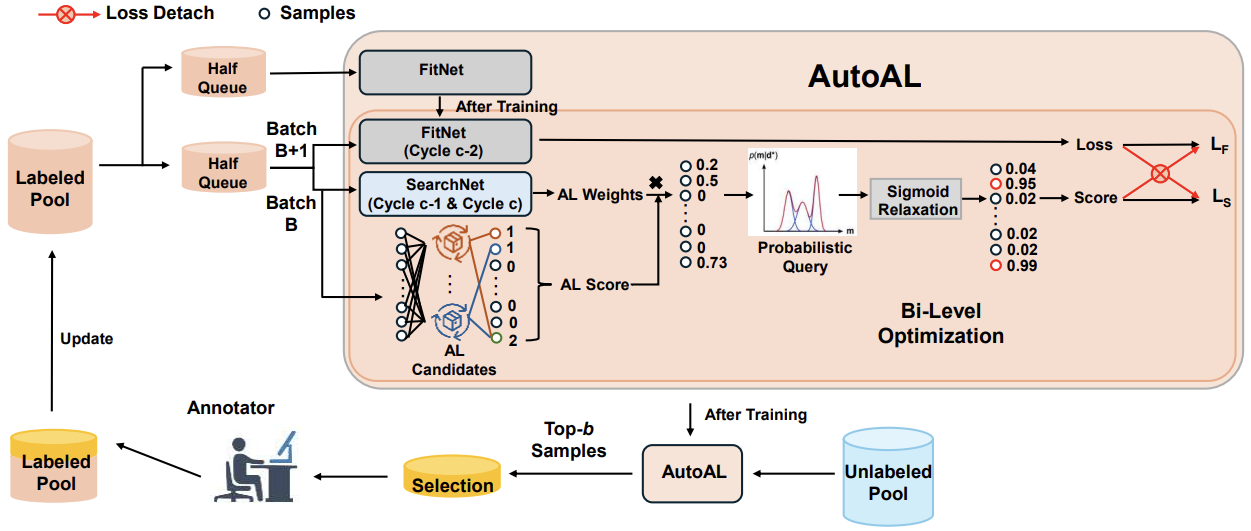 Loss Detach
Samples
AutoAL
Half
Queue
FitNet
After Training
Labeled
Pool
Batch
B+1
Half
Queue
FitNet
(Cycle c-2)
Loss
L_F
SearchNet
(Cycle c-1 & Cycle c)
AL Weights
Batch
B
0.2
0.5
0
0
0
0.73
p(m|d*)
m
Probabilistic
Query
Sigmoid
Relaxation
0.04
0.95
0.02
0.02
0.02
0.99
Score
L_S
1
1
0
0
0
2
AL Score
AL
Candidates
Bi-Level
Optimization
Update
After Training
Annotator
Top-b
Samples
Labeled
Pool
Selection
AutoAL
Unlabeled
Pool